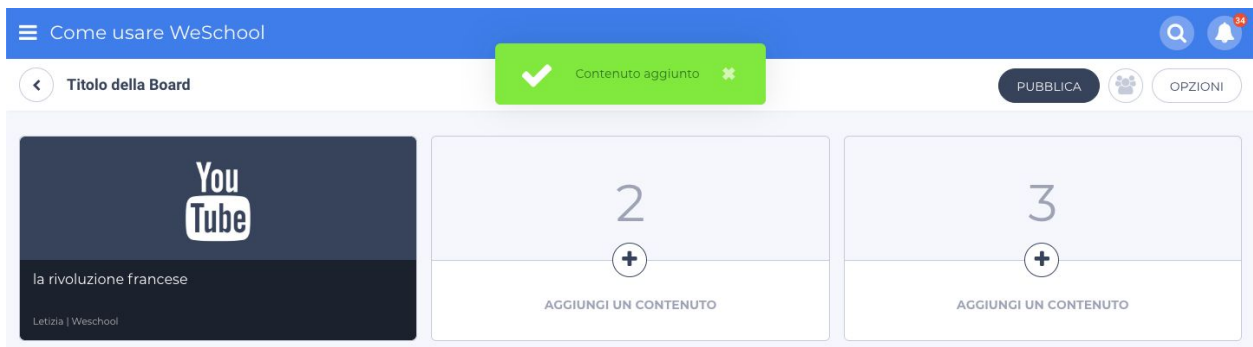 Come usare WeSchool
34
Contenuto aggiunto
Titolo della Board
PUBBLICA
OPZIONI
You
Tube
la rivoluzione francese
Letizia | Weschool
2
AGGIUNGI UN CONTENUTO
3
AGGIUNGI UN CONTENUTO